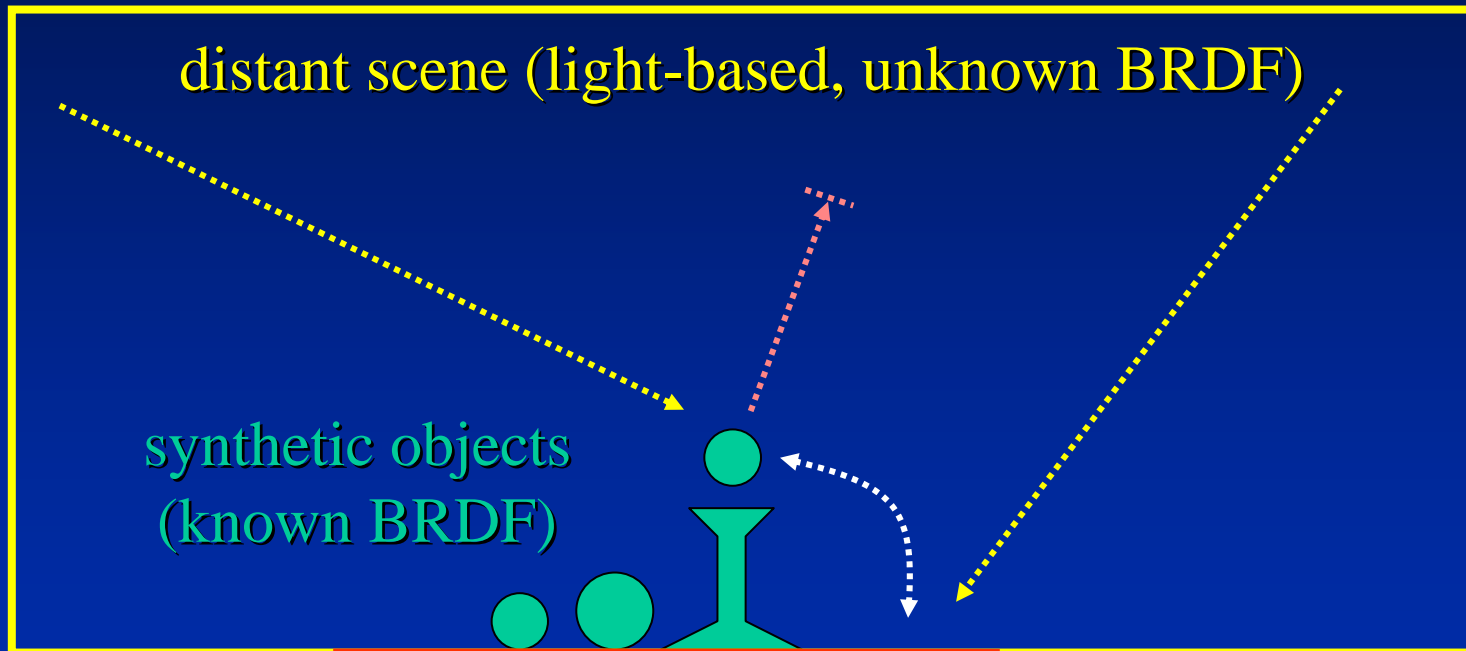 distant scene (light-based, unknown BRDF)
synthetic objects
(known BRDF)